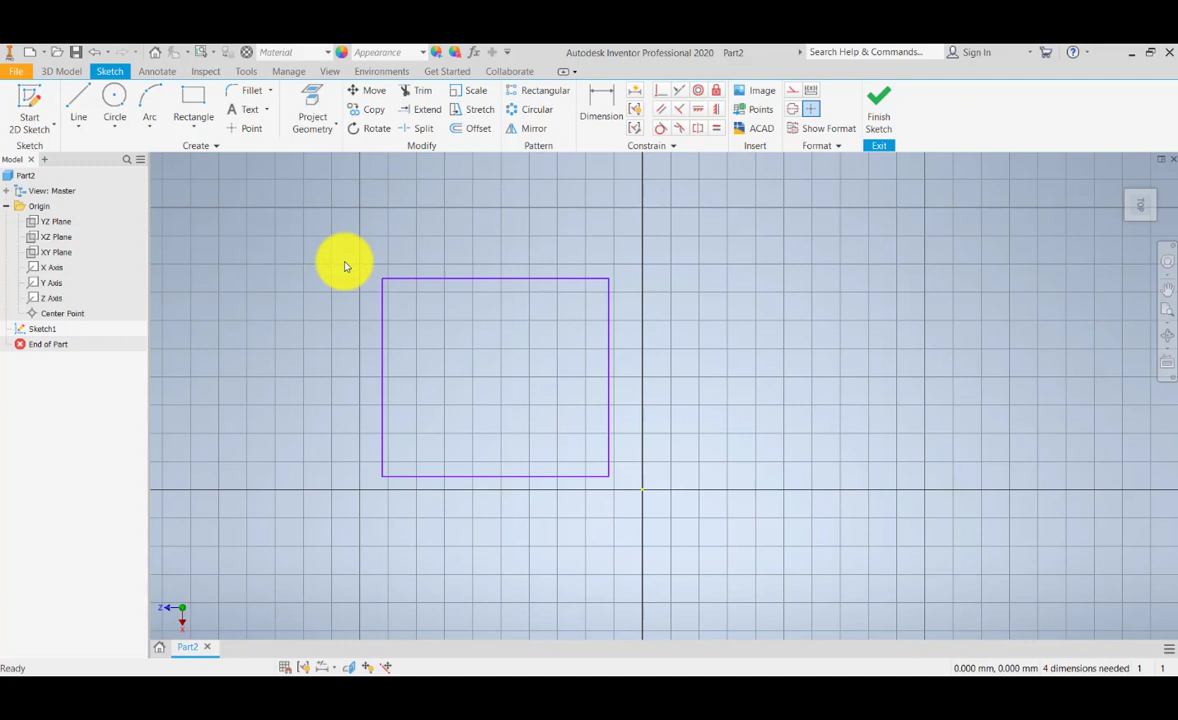 Material
Appearance
Autodesk Inventor Professional 2020 Part2
Search Help & Commands...
Sign In
File
3D Model
Sketch
Annotate
Inspect
Tools
Manage
View
Environments
Get Started
Collaborate
Start
2D Sketch
Line
Circle
Arc
Rectangle
Fillet
Text
Point
Project
Geometry
Move
Copy
Rotate
Trim
Extend
Split
Scale
Stretch
Offset
Rectangular
Circular
Mirror
Dimension
Image
Points
ACAD
Show Format
Finish
Sketch
Sketch
Create
Modify
Pattern
Constrain
Insert
Format
Exit
Model
Part2
View: Master
Origin
YZ Plane
XZ Plane
XY Plane
X Axis
Y Axis
Z Axis
Center Point
Sketch1
End of Part
TOP
Z
X
Part2
Ready
0.000 mm, 0.000 mm 4 dimensions needed 1 1